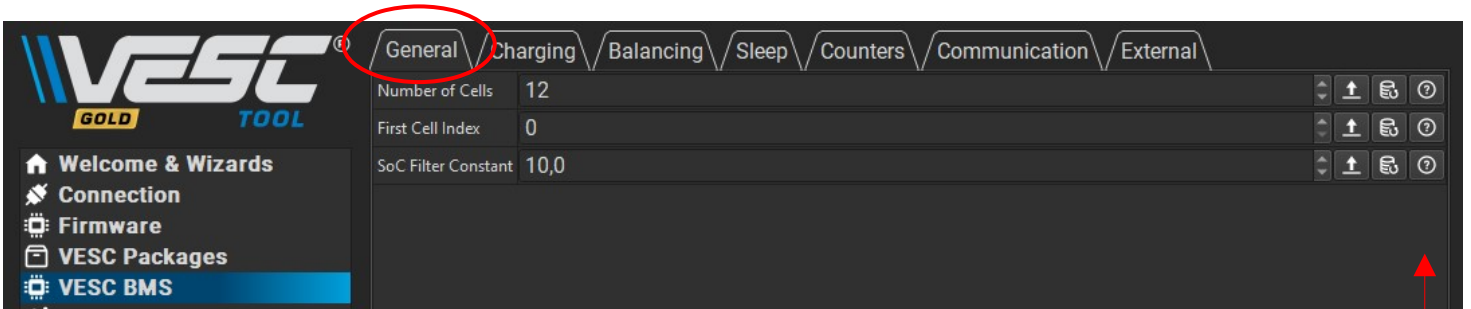 VESC®
GOLD TOOL
General Charging Balancing Sleep Counters Communication External
Number of Cells 12
First Cell Index 0
SoC Filter Constant 10,0
Welcome & Wizards
Connection
Firmware
VESC Packages
VESC BMS